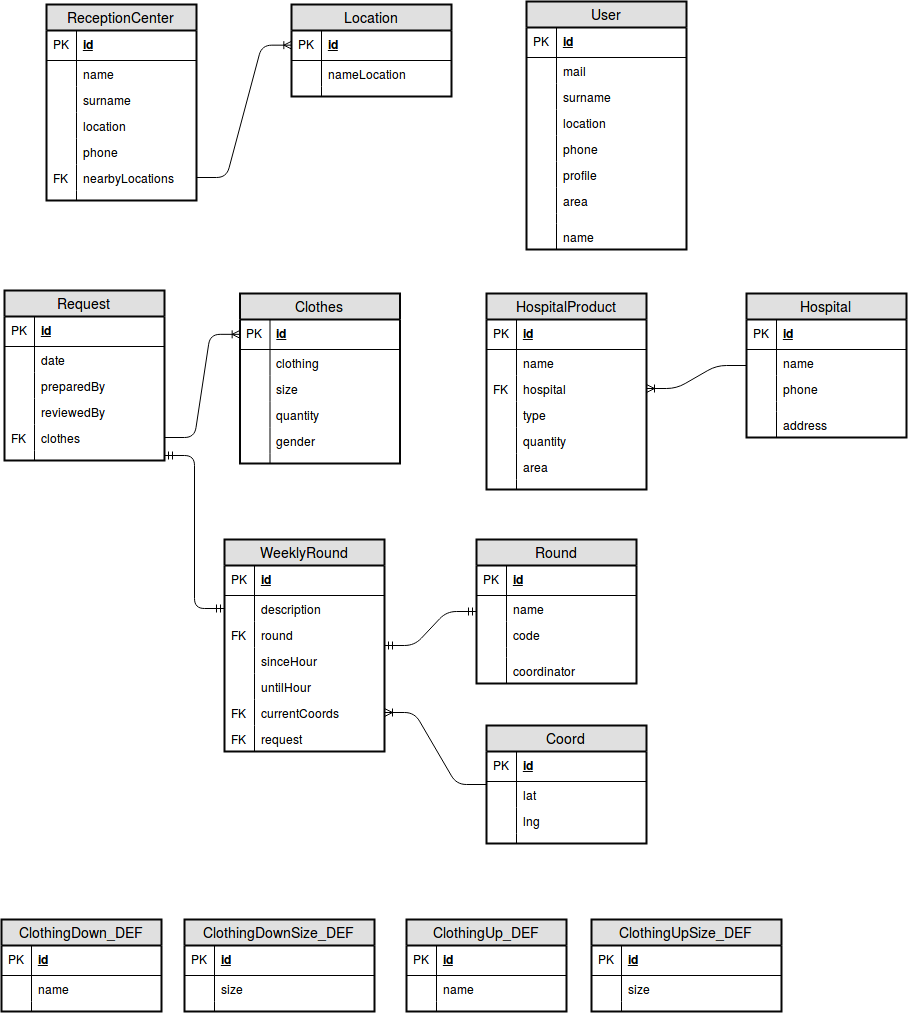 ReceptionCenter
PK id
name
surname
location
phone
FK nearbyLocations
Location
PK id
nameLocation
User
PK id
mail
surname
location
phone
profile
area
name
Request
PK id
date
preparedBy
reviewedBy
FK clothes
Clothes
PK id
clothing
size
quantity
gender
HospitalProduct
PK id
name
FK hospital
type
quantity
area
Hospital
PK id
name
phone
address
WeeklyRound
PK id
description
FK round
sinceHour
untilHour
FK currentCoords
FK request
Round
PK id
name
code
coordinator
Coord
PK id
lat
lng
ClothingDown_DEF
PK id
name
ClothingDownSize_DEF
PK id
size
ClothingUp_DEF
PK id
name
ClothingUpSize_DEF
PK id
size